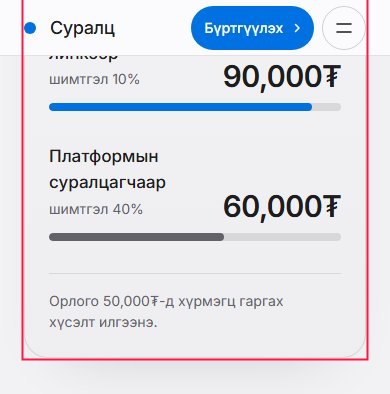 Суралц
Бүртгүүлэх
линкээр
шимтгэл 10%
90,000₮
Платформын
суралцагчаар
шимтгэл 40%
60,000₮
Орлого 50,000₮-д хүрмэгц гаргах
хүсэлт илгээнэ.